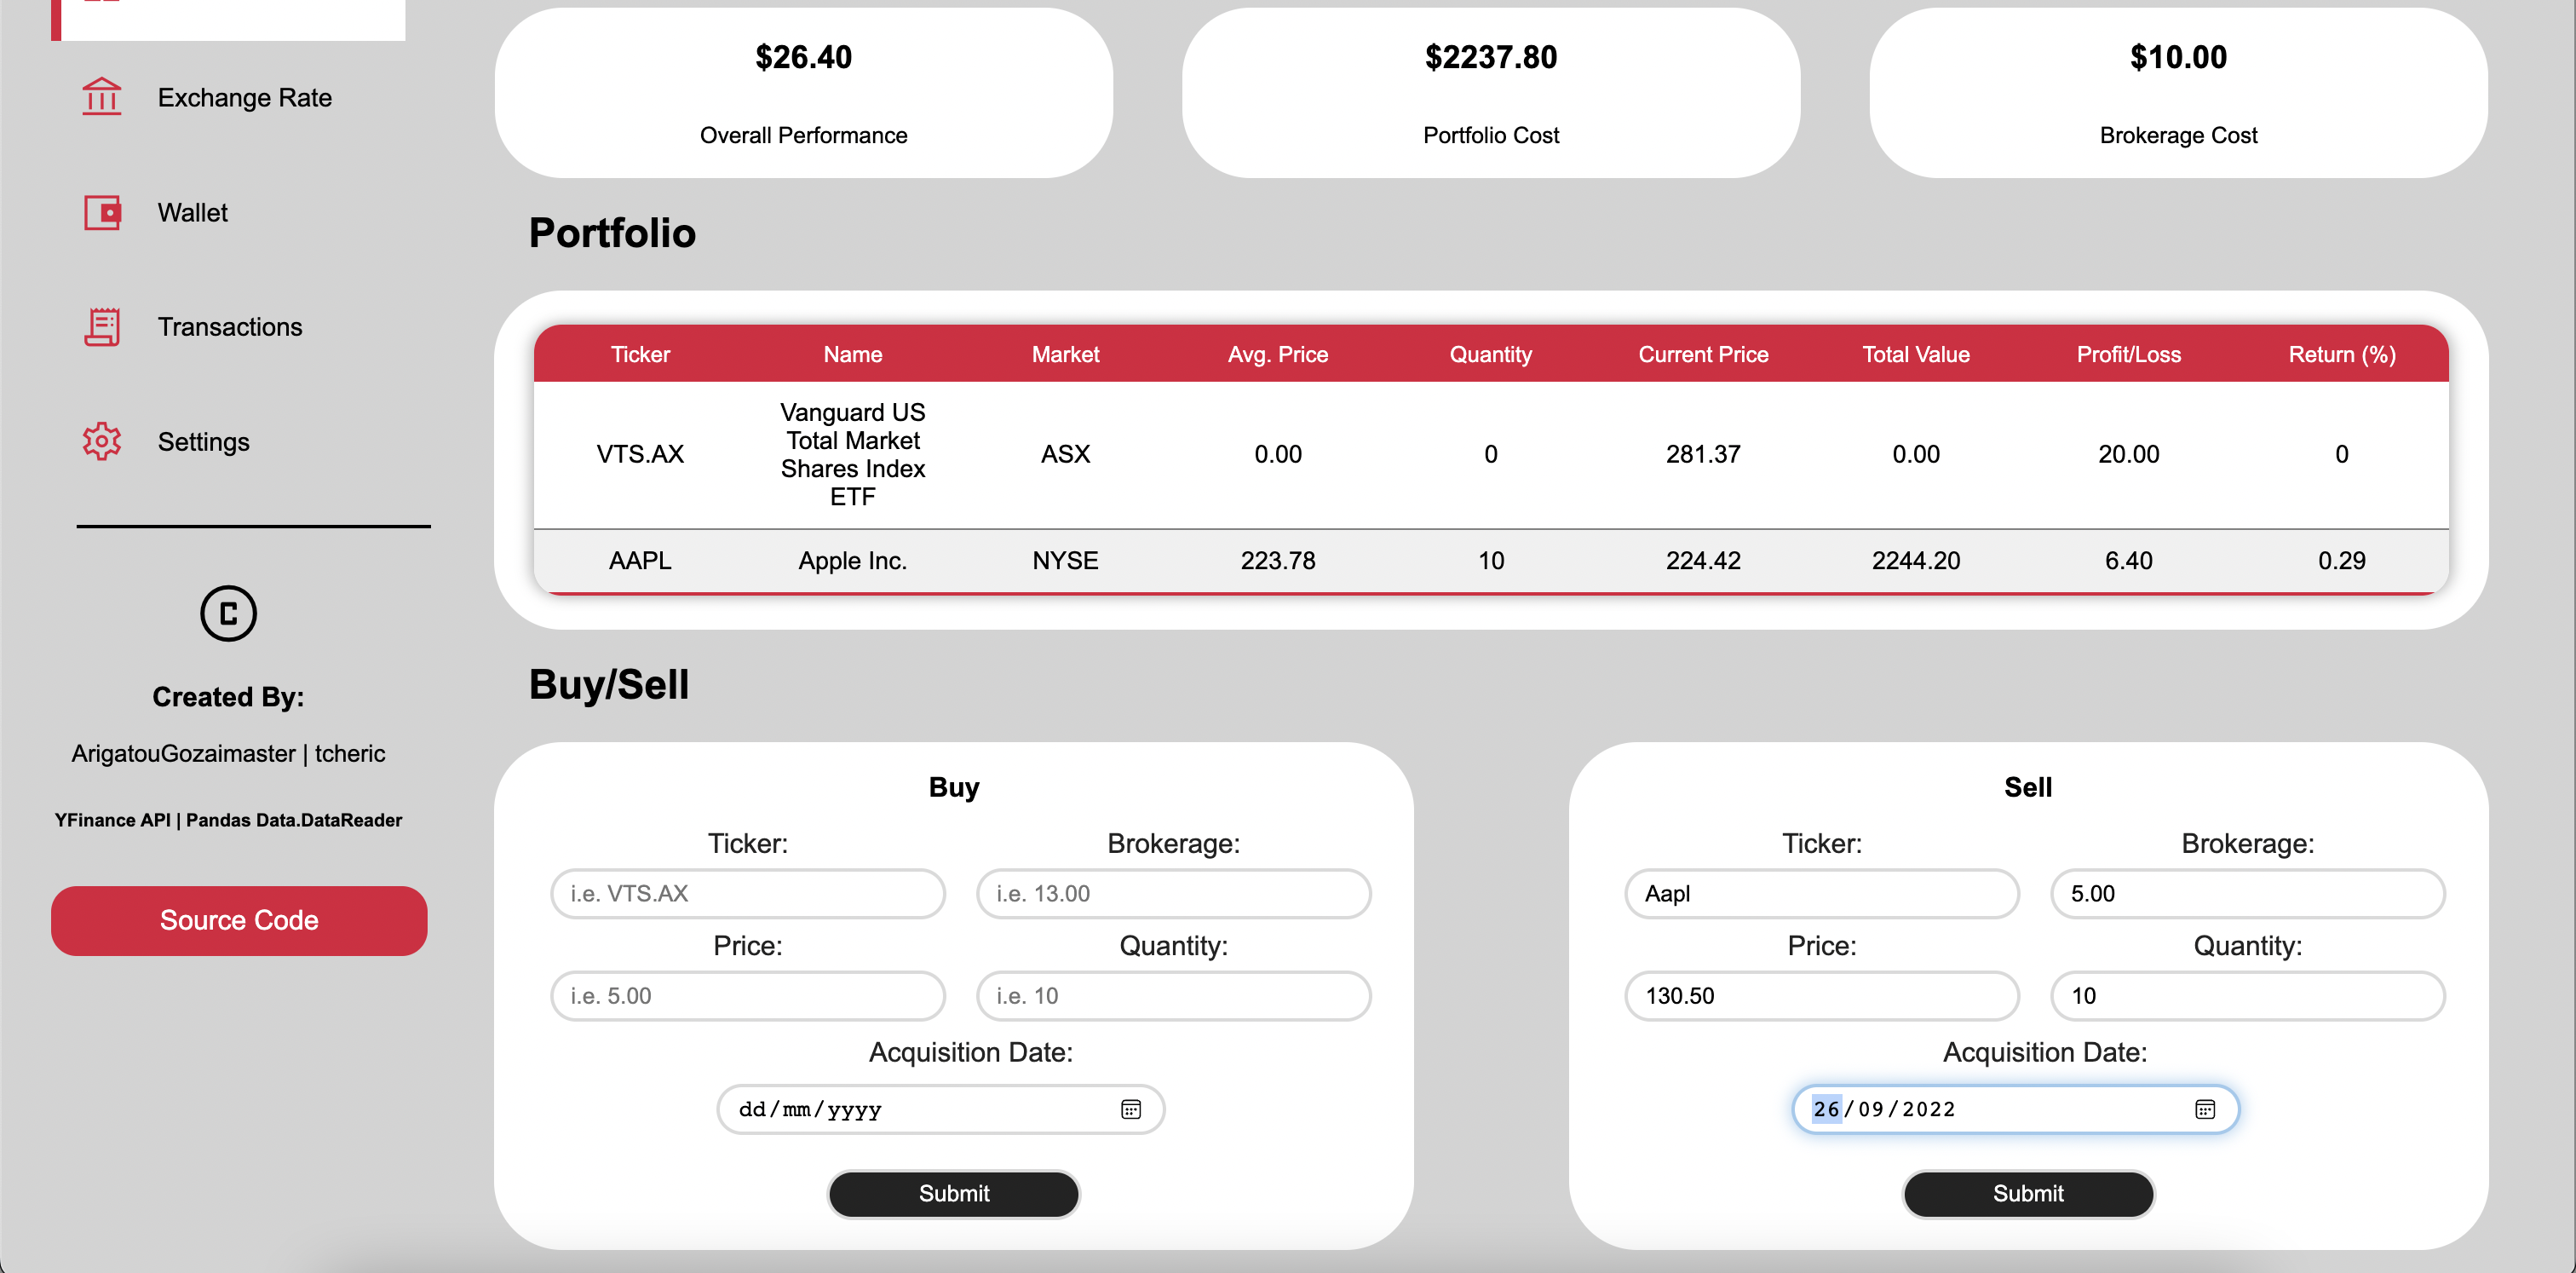 Exchange Rate
Wallet
Transactions
Settings
C
Created By:
ArigatouGozaimaster | tcheric
YFinance API | Pandas Data.DataReader
Source Code
$26.40
Overall Performance
$2237.80
Portfolio Cost
$10.00
Brokerage Cost
Portfolio
Ticker Name Market Avg. Price Quantity Current Price Total Value Profit/Loss Return (%)
VTS.AX Vanguard US
Total Market
Shares Index
ETF ASX 0.00 0 281.37 0.00 20.00 0
AAPL Apple Inc. NYSE 223.78 10 224.42 2244.20 6.40 0.29
Buy/Sell
Buy
Ticker: Brokerage:
i.e. VTS.AX i.e. 13.00
Price: Quantity:
i.e. 5.00 i.e. 10
Acquisition Date:
dd/mm/yyyy
Submit
Sell
Ticker: Brokerage:
Aapl 5.00
Price: Quantity:
130.50 10
Acquisition Date:
26/09/2022
Submit